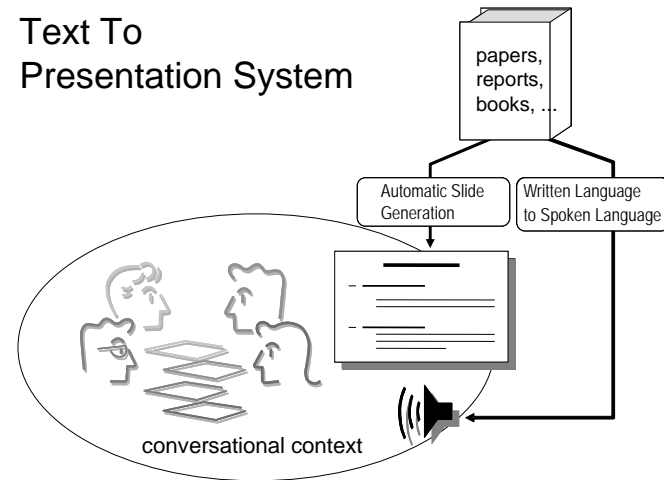 Text To
Presentation System
papers,
reports,
books, ...
Automatic Slide
Generation
Written Language
to Spoken Language
conversational context